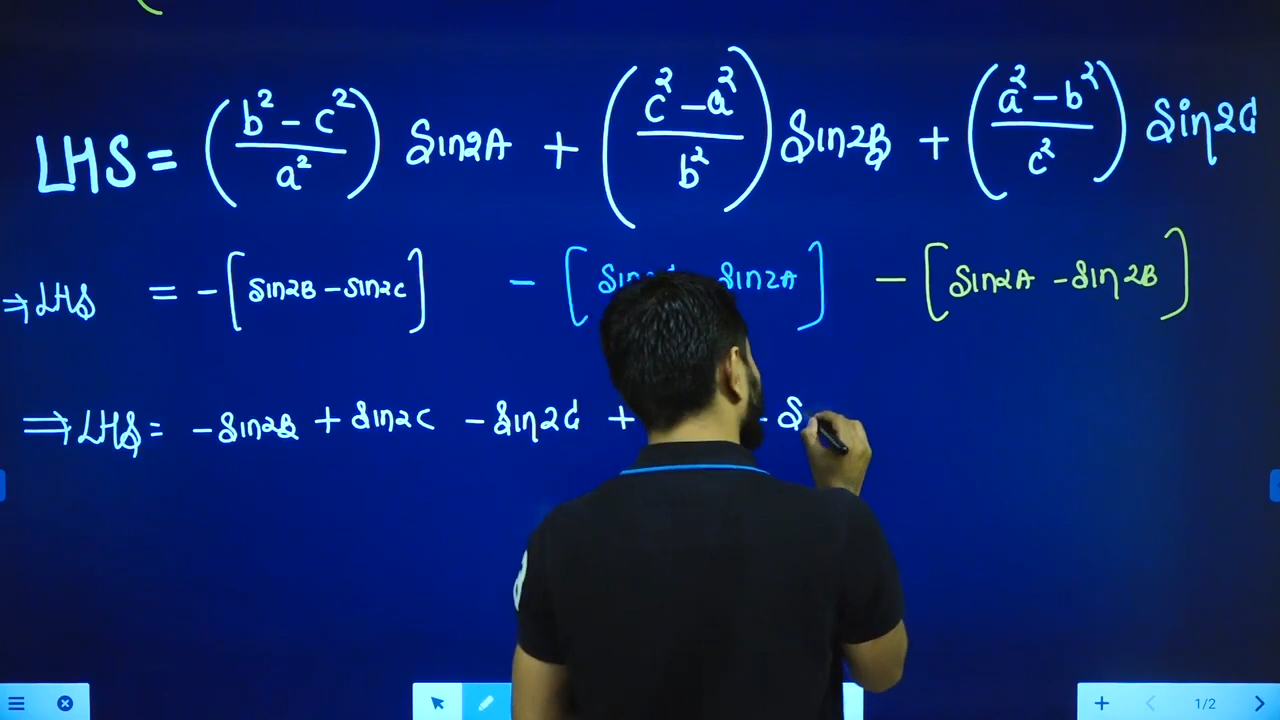 LHS = (b² - c² / a²) Sin2A + (c² - a² / b²) Sin2B + (a² - b² / c²) Sin2C
⇒ LHS = -[Sin2B - Sin2C] - [ Sin2A] - [Sin2A - Sin2B]
⇒ LHS = - Sin2B + Sin2C - Sin2C + - S
1/2